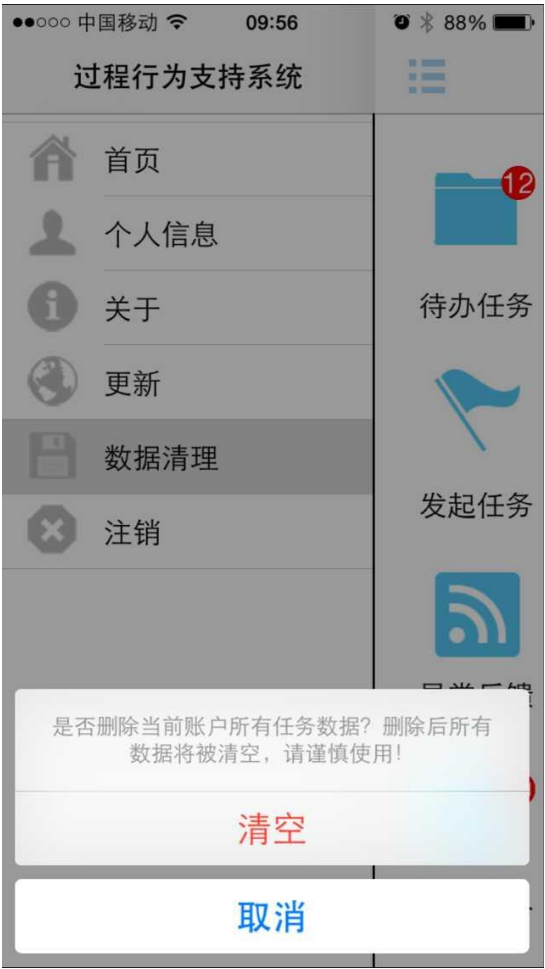 中国移动 09:56 88%
过程行为支持系统
首页
12
个人信息
关于
待办任务
更新
数据清理
发起任务
注销
是否删除当前账户所有任务数据？删除后所有
数据将被清空，请谨慎使用！
清空
取消